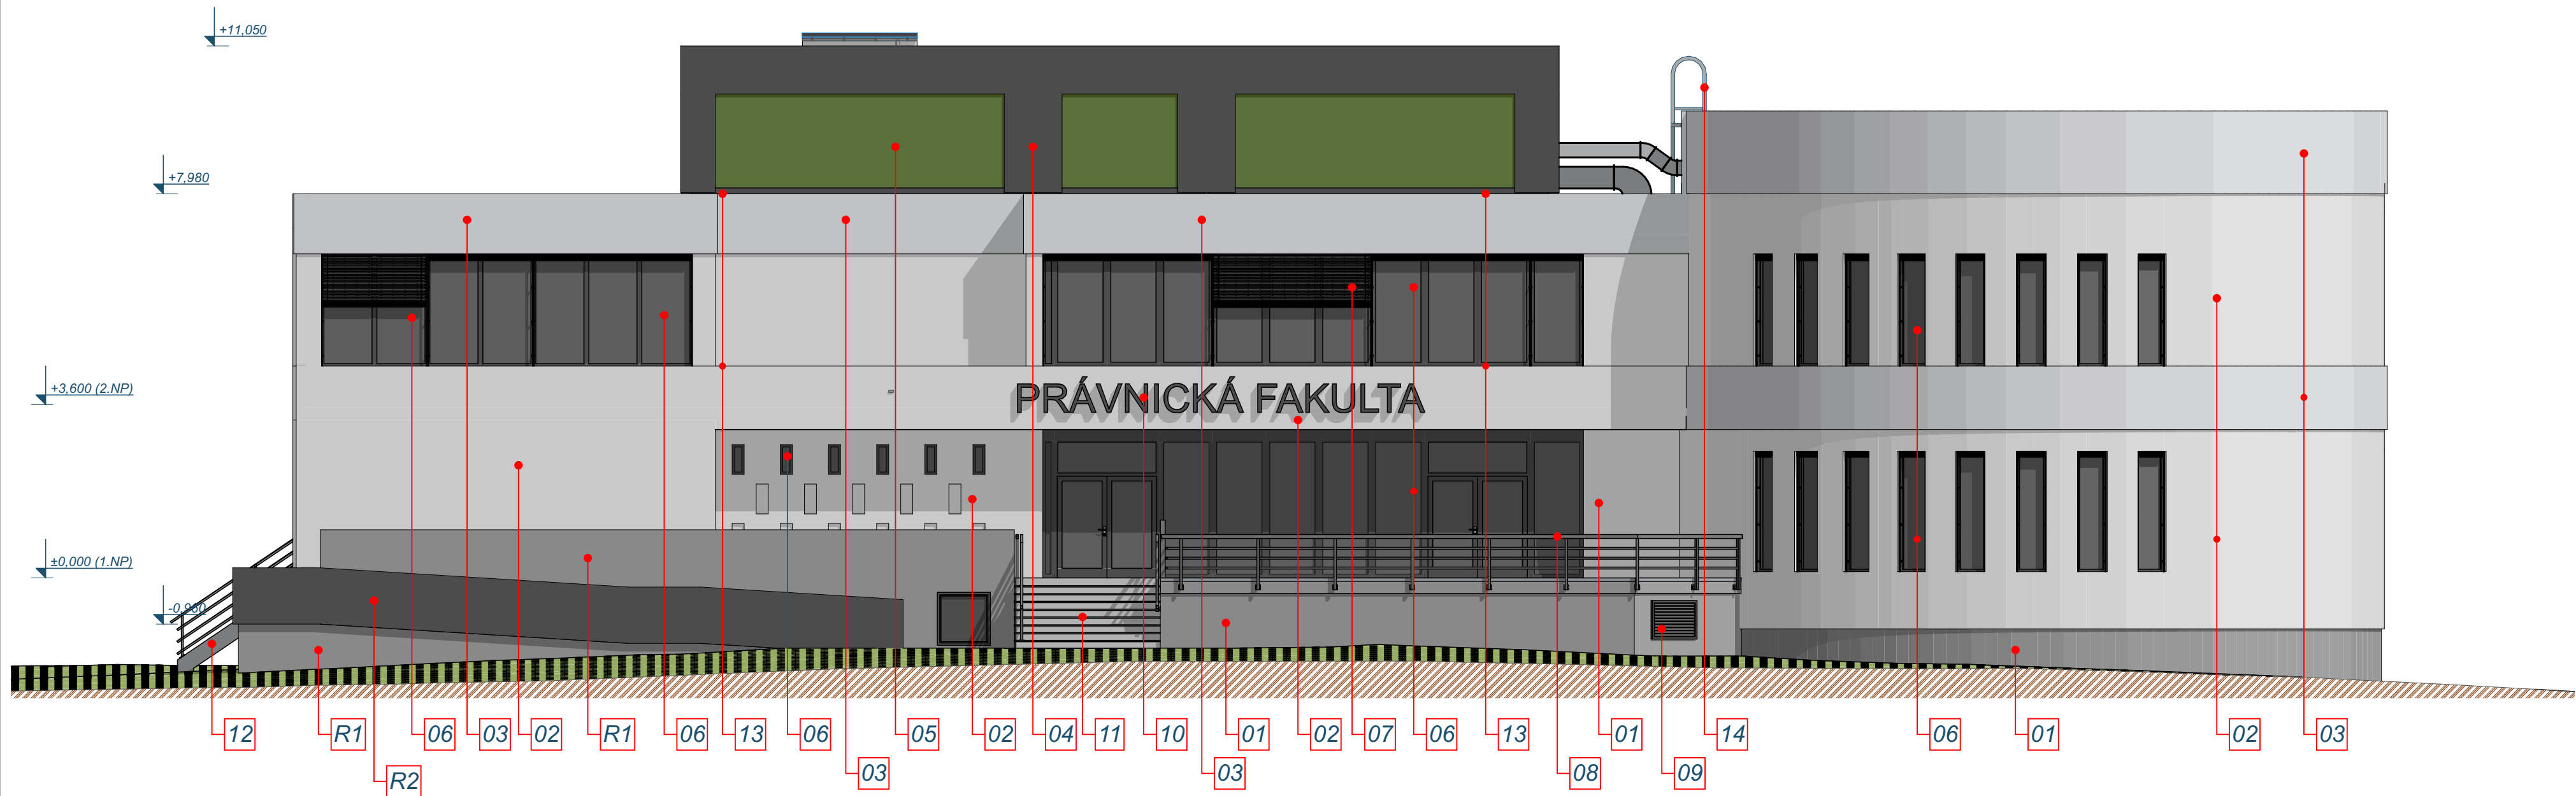 +11,050
+7,980
+3,600 (2.NP)
PRÁVNICKÁ FAKULTA
±0,000 (1.NP)
-0,960
12 R1 06 03 02 R1 06 13 06 05 02 04 11 10 01 02 07 06 13 01 14 06 01 02 03
R2 03 03 08 09